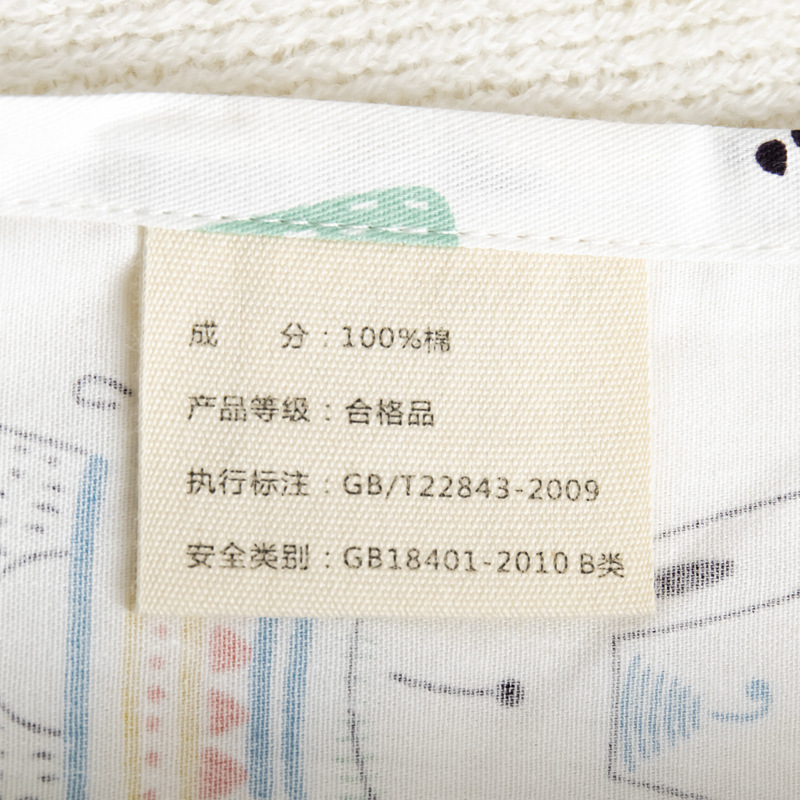 成 分：100%棉
产品等级：合格品
执行标注：GB/T22843-2009
安全类别：GB18401-2010 B类